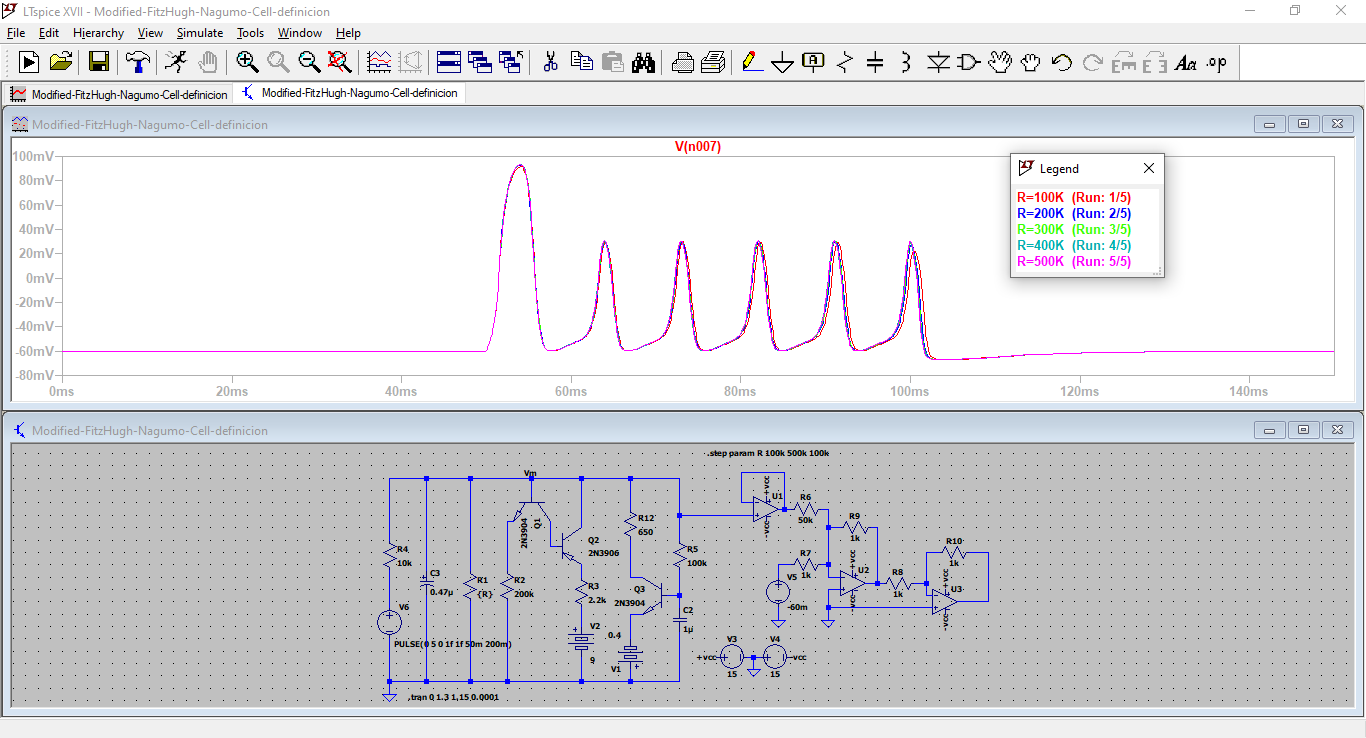 LTspice XVII - Modified-FitzHugh-Nagumo-Cell-definicion
File Edit Hierarchy View Simulate Tools Window Help
Modified-FitzHugh-Nagumo-Cell-definicion
Modified-FitzHugh-Nagumo-Cell-definicion
Modified-FitzHugh-Nagumo-Cell-definicion
V(n007)
100mV
80mV
60mV
40mV
20mV
0mV
-20mV
-40mV
-60mV
-80mV
0ms 20ms 40ms 60ms 80ms 100ms 120ms 140ms
Legend
R=100K (Run: 1/5)
R=200K (Run: 2/5)
R=300K (Run: 3/5)
R=400K (Run: 4/5)
R=500K (Run: 5/5)
Modified-FitzHugh-Nagumo-Cell-definicion
.step param R 100k 500k 100k
Vm
R4
10k
V6
PULSE(0 5 0 1f 1f 50m 200m)
C3
0.47µ
R1
{R}
R2
200k
Q1
2N3904
Q2
2N3906
R3
2.2k
V2
9
R12
650
Q3
2N3904
0.4
V1
R5
100k
C2
1µ
U1
+vcc
-vcc
R6
50k
R7
1k
V5
-60m
R9
1k
U2
+vcc
-vcc
R8
1k
R10
1k
U3
+vcc
-vcc
V3
+vcc
15
V4
-vcc
15
.tran 0 1.3 1.15 0.0001